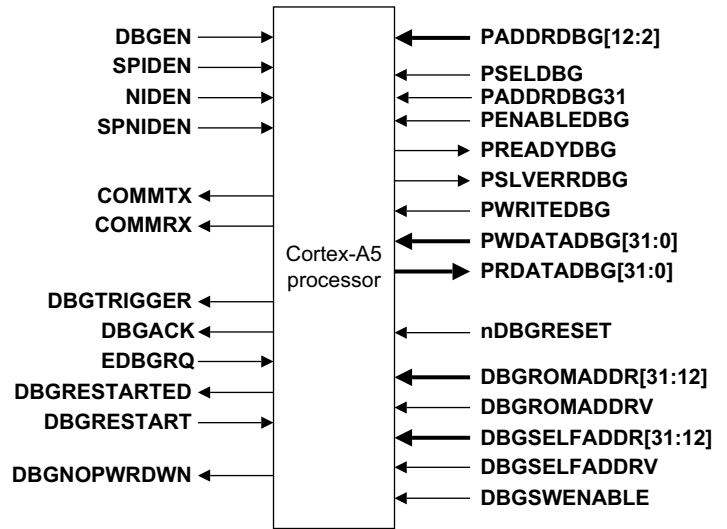 DBGEN
SPIDEN
NIDEN
SPNIDEN
COMMTX
COMMRX
DBGTRIGGER
DBGACK
EDBGRQ
DBGRESTARTED
DBGRESTART
DBGNOPWRDWN
Cortex-A5
processor
PADDRDBG[12:2]
PSELDBG
PADDRDBG31
PENABLEDBG
PREADYDBG
PSLVERRDBG
PWRITEDBG
PWDATADBG[31:0]
PRDATADBG[31:0]
nDBGRESET
DBGROMADDR[31:12]
DBGROMADDRV
DBGSELFADDR[31:12]
DBGSELFADDRV
DBGSWENABLE